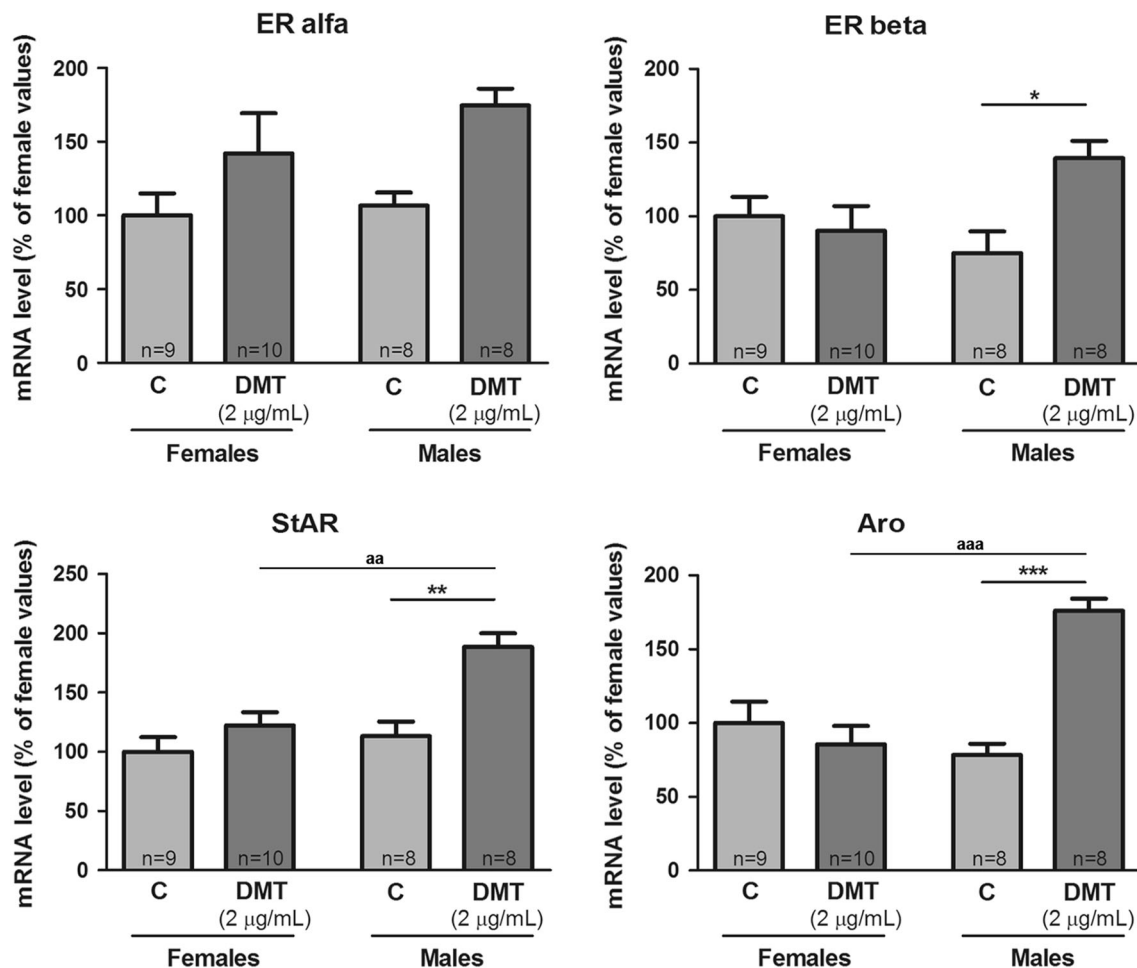 ER alfa
mRNA level (% of female values)
200
150
100
50
0
n=9
n=10
n=8
n=8
C
DMT
(2 μg/mL)
C
DMT
(2 μg/mL)
Females
Males
ER beta
mRNA level (% of female values)
200
150
100
50
0
*
n=9
n=10
n=8
n=8
C
DMT
(2 μg/mL)
C
DMT
(2 μg/mL)
Females
Males
StAR
mRNA level (% of female values)
250
200
150
100
50
0
aa
**
n=9
n=10
n=8
n=8
C
DMT
(2 μg/mL)
C
DMT
(2 μg/mL)
Females
Males
Aro
mRNA level (% of female values)
200
150
100
50
0
aaa
***
n=9
n=10
n=8
n=8
C
DMT
(2 μg/mL)
C
DMT
(2 μg/mL)
Females
Males